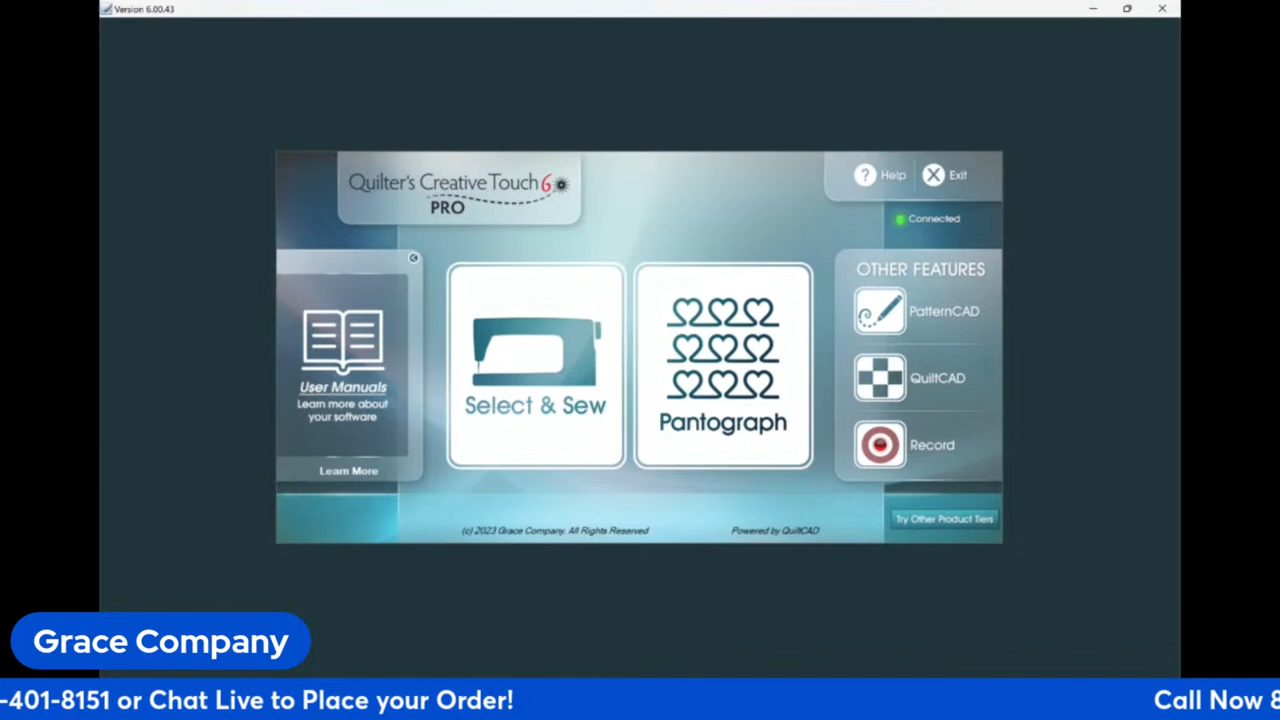 Version 6.00.43
Quilter's Creative Touch 6
PRO
Help
Exit
Connected
User Manuals
Learn more about
your software
Learn More
Select & Sew
Pantograph
OTHER FEATURES
PatternCAD
QuiltCAD
Record
Try Other Product Tiers
(c) 2023 Grace Company. All Rights Reserved
Powered by QuiltCAD
Grace Company
-401-8151 or Chat Live to Place your Order!
Call Now 8